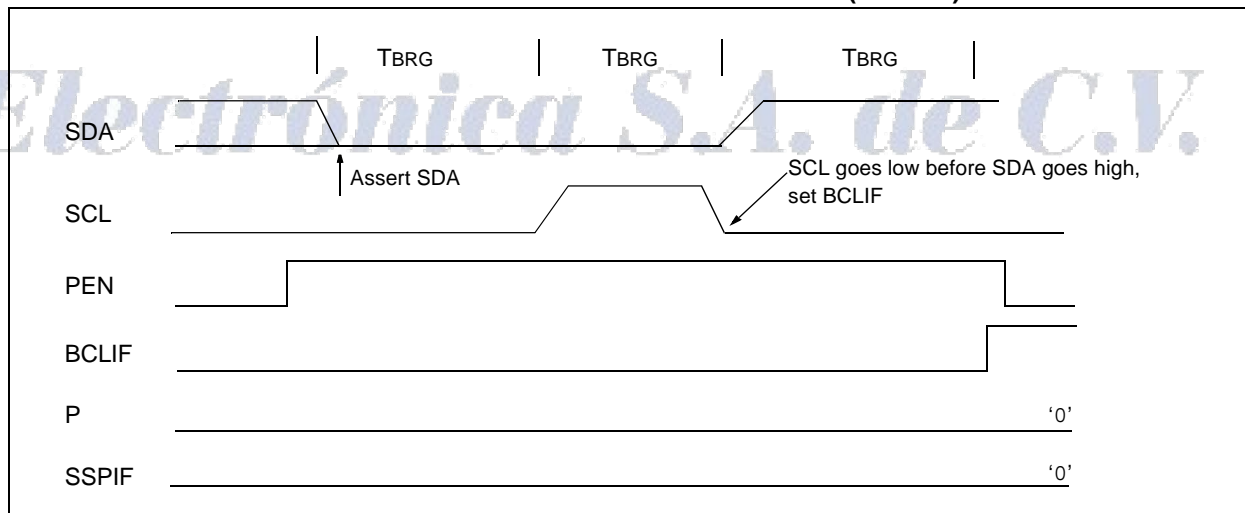 TBRG TBRG TBRG
Electrónica S.A. de C.V.
SDA
Assert SDA
SCL goes low before SDA goes high,
set BCLIF
SCL
PEN
BCLIF
P
‘0’
SSPIF
‘0’